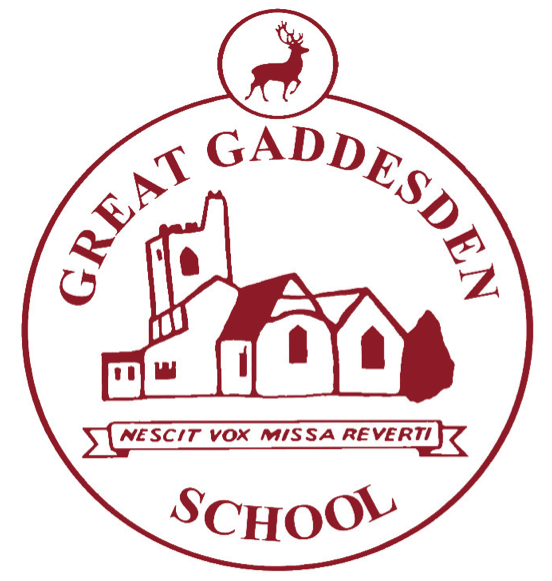 GREAT GADDESDEN
NESCIT VOX MISSA REVERTI
SCHOOL